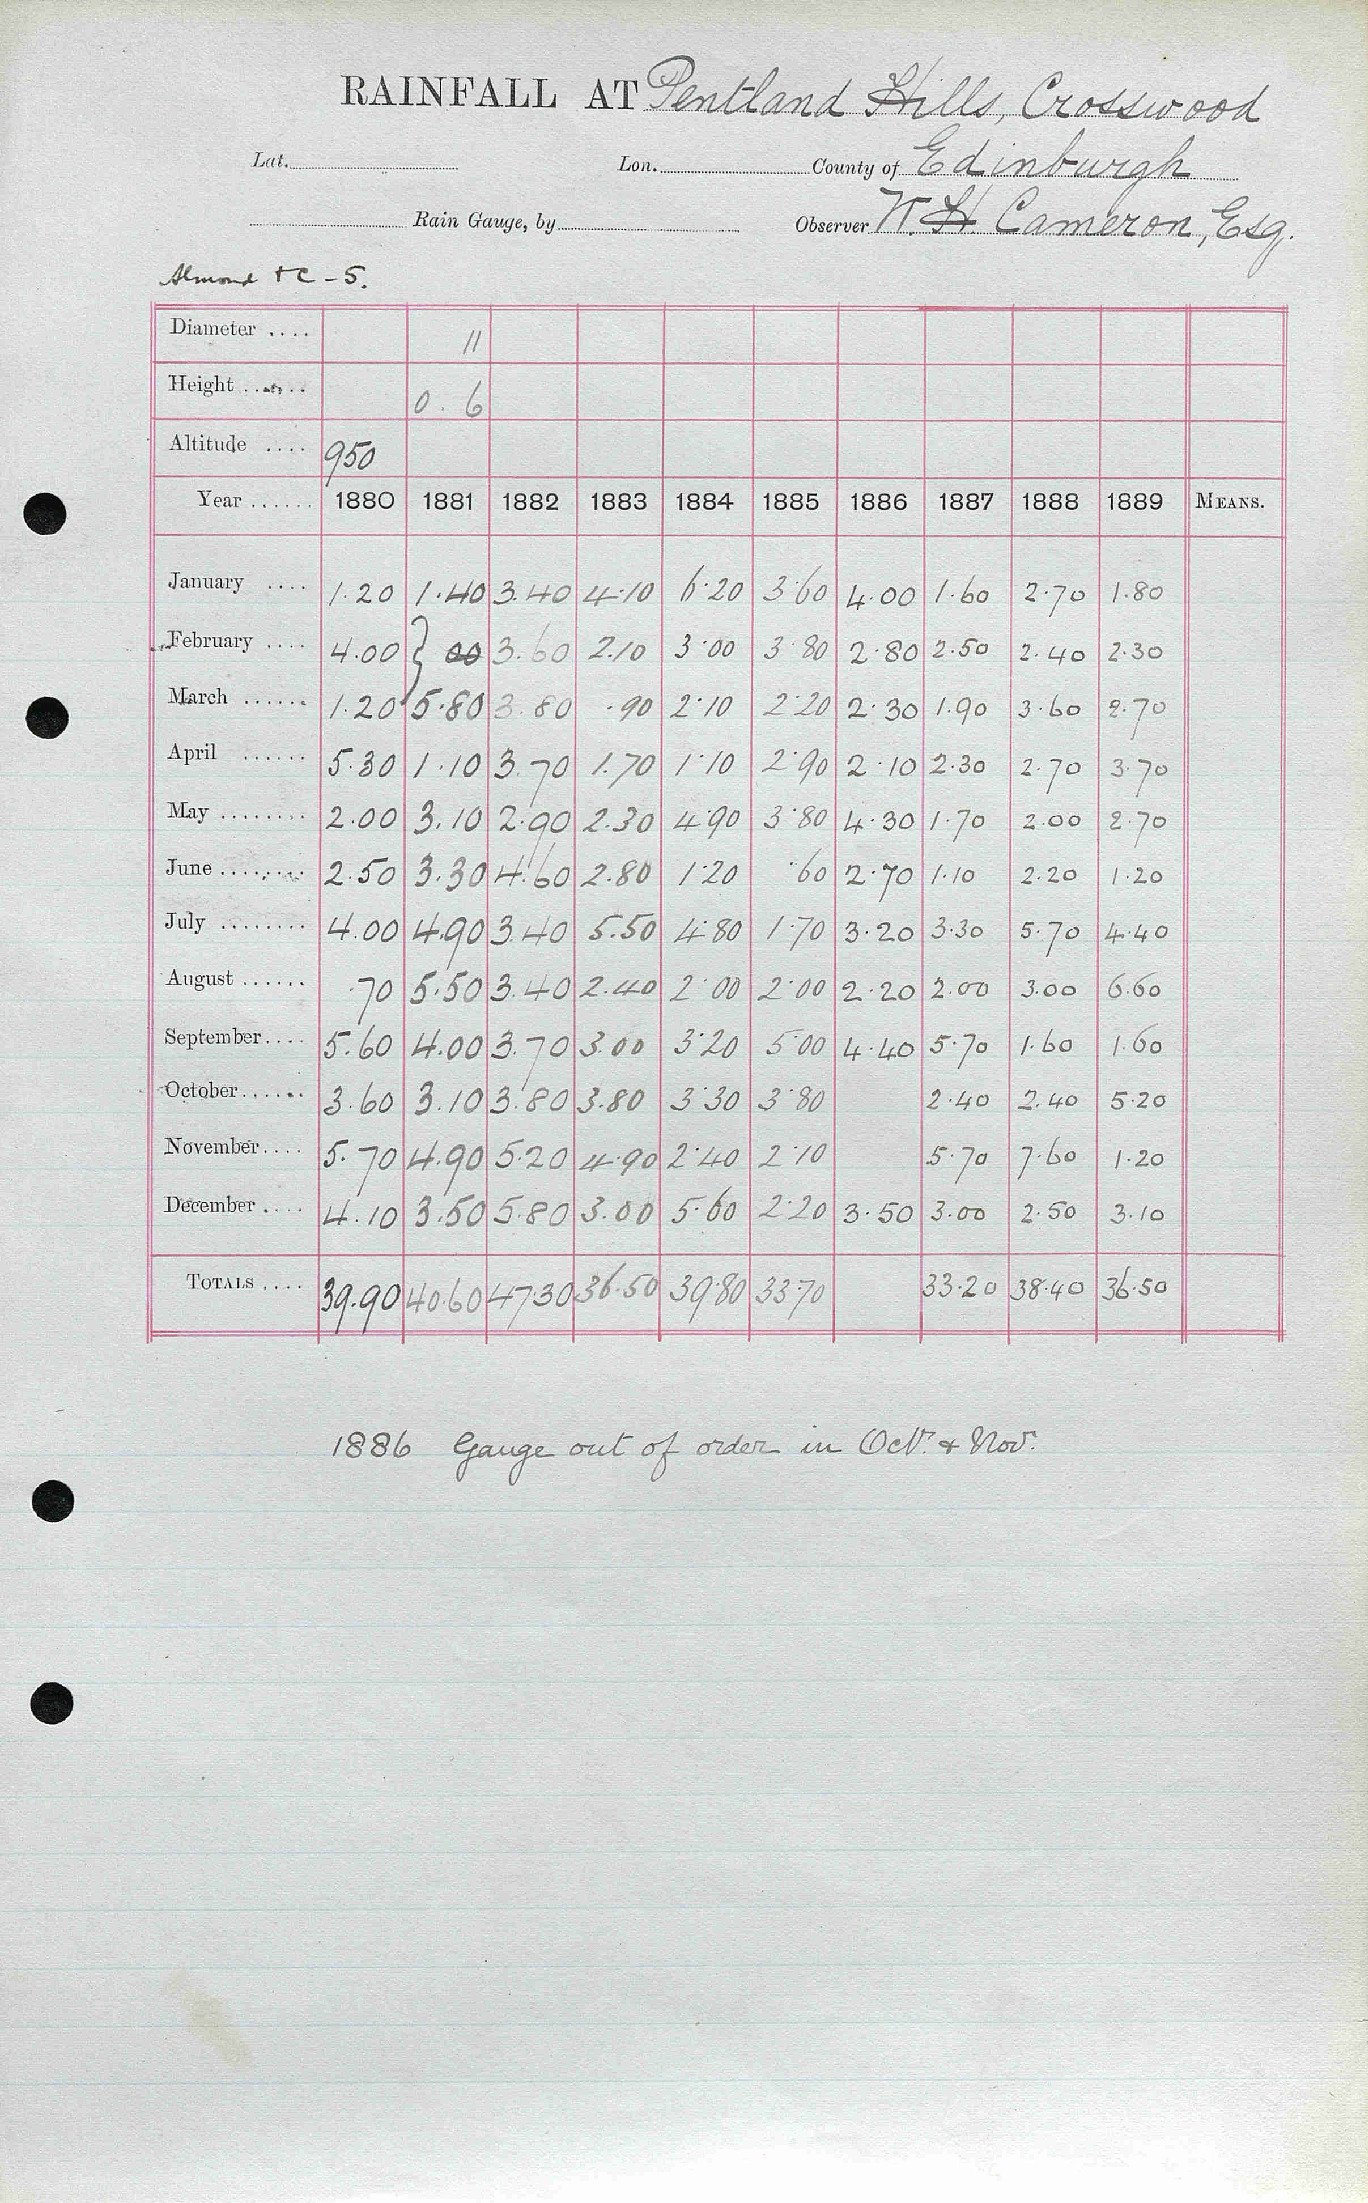 RAINFALL AT Pentland Hills, Crosswood
Lat. Lon. County of Edinburgh
Rain Gauge, by Observer W. H. Cameron, Esq.
Almond &c - 5.
Diameter .... 11
Height ...... 0. 6
Altitude .... 950
Year ...... 1880 1881 1882 1883 1884 1885 1886 1887 1888 1889 MEANS.
January .... 1.20 1.40 3.40 4.10 6.20 3.60 4.00 1.60 2.70 1.80
February .... 4.00 } 00 3.60 2.10 3.00 3.80 2.80 2.50 2.40 2.30
March ...... 1.20 5.80 3.80 .90 2.10 2.20 2.30 1.90 3.60 2.70
April ...... 5.30 1.10 3.70 1.70 1.10 2.90 2.10 2.30 2.70 3.70
May ........ 2.00 3.10 2.90 2.30 4.90 3.80 4.30 1.70 2.00 2.70
June ........ 2.50 3.30 4.60 2.80 1.20 .60 2.70 1.10 2.20 1.20
July ........ 4.00 4.90 3.40 5.50 4.80 1.70 3.20 3.30 5.70 4.40
August ...... .70 5.50 3.40 2.40 2.00 2.00 2.20 2.00 3.00 6.60
September.... 5.60 4.00 3.70 3.00 3.20 5.00 4.40 5.70 1.60 1.60
October...... 3.60 3.10 3.80 3.80 3.30 3.80 2.40 2.40 5.20
November.... 5.70 4.90 5.20 4.90 2.40 2.10 5.70 7.60 1.20
December .... 4.10 3.50 5.80 3.00 5.60 2.20 3.50 3.00 2.50 3.10
TOTALS .... 39.90 40.60 47.30 36.50 39.80 33.70 33.20 38.40 36.50
1886 Gauge out of order in Oct. & Nov.